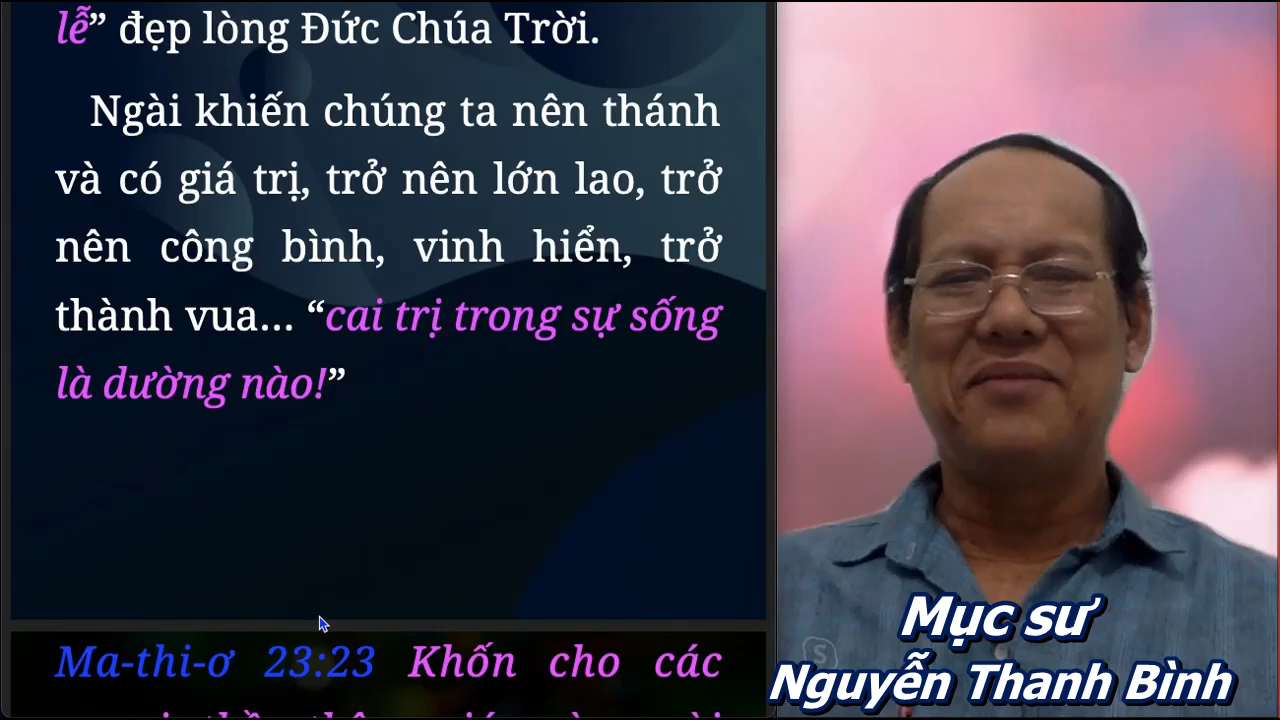 lễ” đẹp lòng Đức Chúa Trời.
Ngài khiến chúng ta nên thánh
và có giá trị, trở nên lớn lao, trở
nên công bình, vinh hiển, trở
thành vua... “cai trị trong sự sống
là dường nào!”
Ma-thi-ơ 23:23 Khốn cho các
Mục sư
Nguyễn Thanh Bình